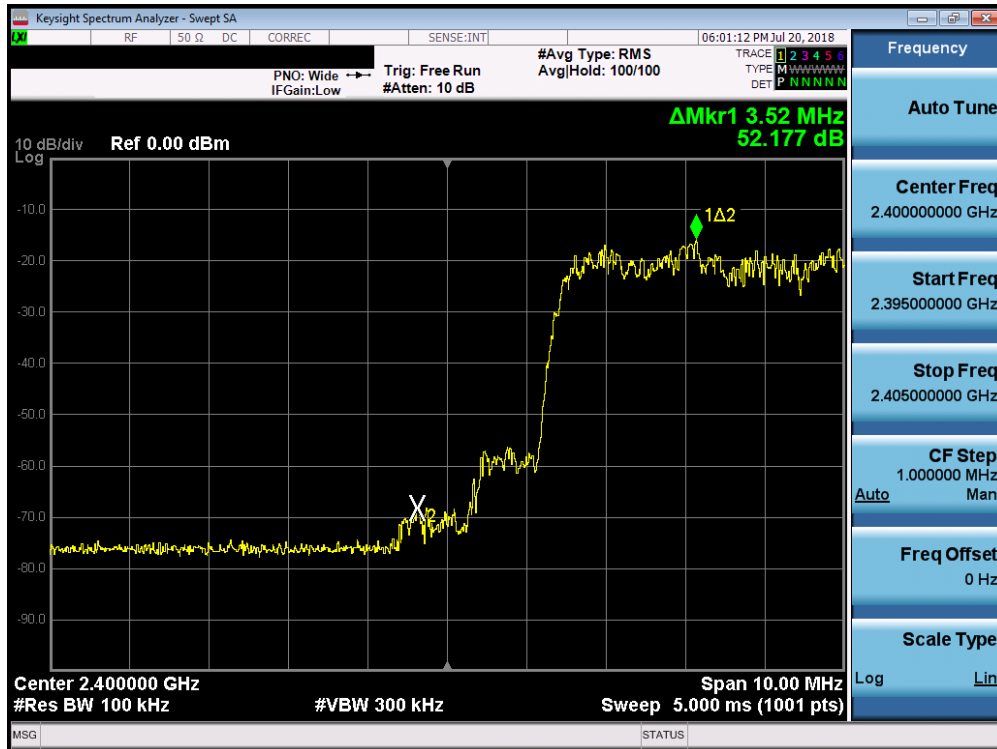 Keysight Spectrum Analyzer - Swept SA
LXI RF 50 Ω DC CORREC SENSE:INT 06:01:12 PM Jul 20, 2018
PNO: Wide
IFGain:Low
Trig: Free Run
#Atten: 10 dB
#Avg Type: RMS
Avg|Hold: 100/100
TRACE 1 2 3 4 5 6
TYPE M W W W W W
DET P N N N N N
ΔMkr1 3.52 MHz
52.177 dB
10 dB/div
Log
Ref 0.00 dBm
-10.0
-20.0
-30.0
-40.0
-50.0
-60.0
-70.0
-80.0
-90.0
1Δ2
X2
Center 2.400000 GHz
#Res BW 100 kHz
#VBW 300 kHz
Span 10.00 MHz
Sweep 5.000 ms (1001 pts)
MSG
STATUS
Frequency
Auto Tune
Center Freq
2.400000000 GHz
Start Freq
2.395000000 GHz
Stop Freq
2.405000000 GHz
CF Step
1.000000 MHz
Auto Man
Freq Offset
0 Hz
Scale Type
Log Lin